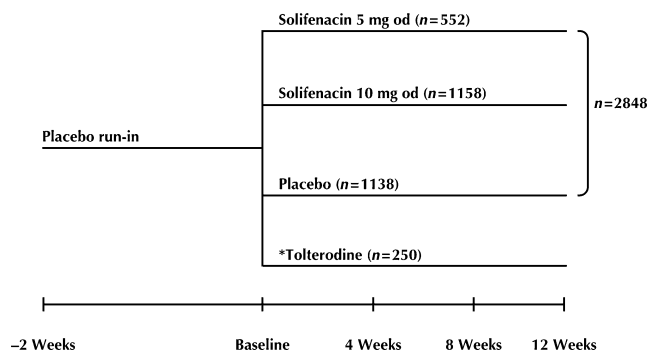 Solifenacin 5 mg od (n=552)
Solifenacin 10 mg od (n=1158)
n=2848
Placebo run-in
Placebo (n=1138)
*Tolterodine (n=250)
–2 Weeks Baseline 4 Weeks 8 Weeks 12 Weeks